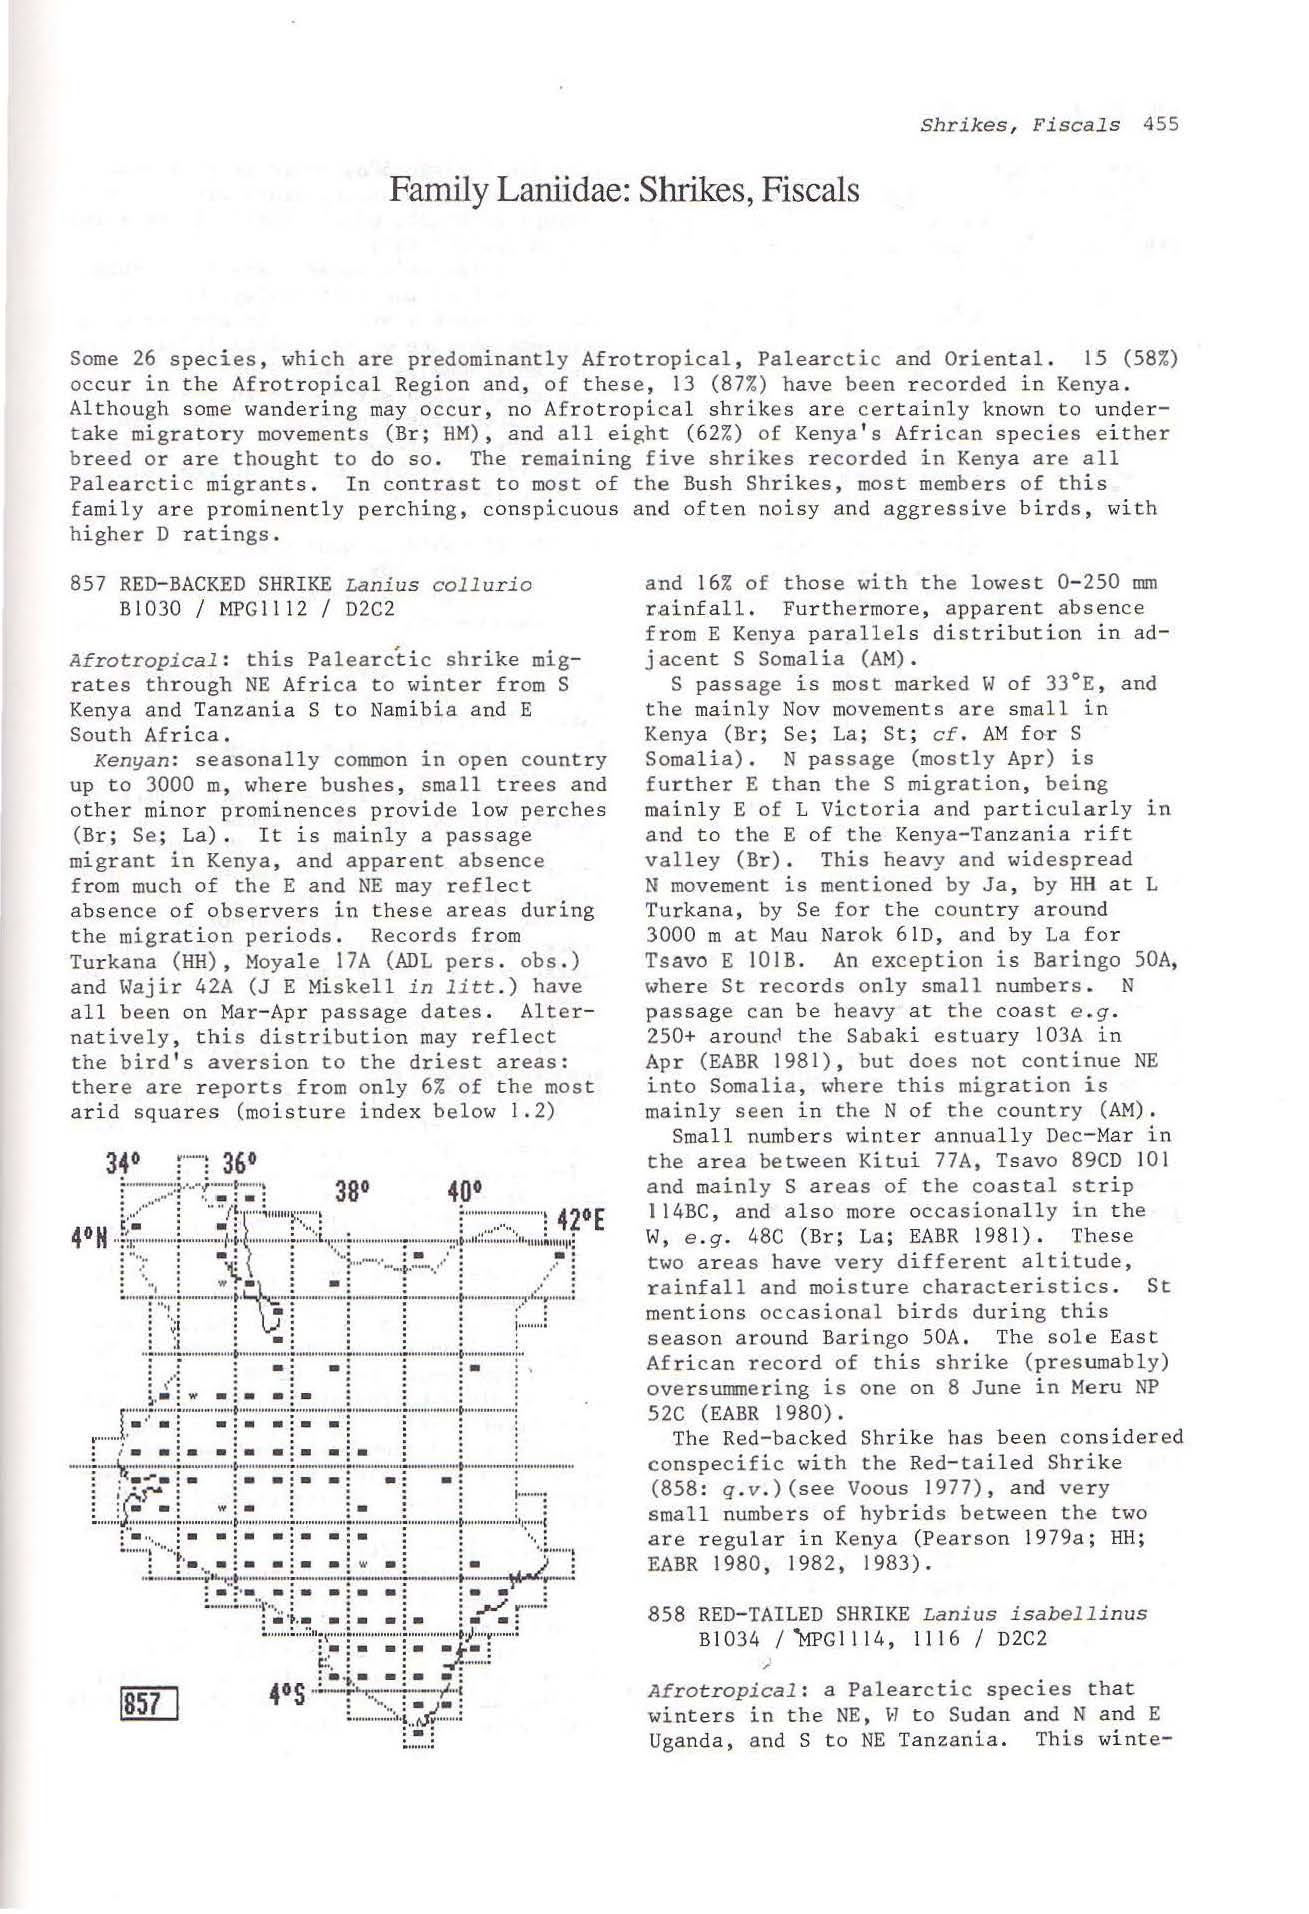 Shrikes, Fiscals 455
Family Laniidae: Shrikes, Fiscals
Some 26 species, which are predominantly Afrotropical, Palearctic and Oriental. 15 (58%)
occur in the Afrotropical Region and, of these, 13 (87%) have been recorded in Kenya.
Although some wandering may occur, no Afrotropical shrikes are certainly known to under-
take migratory movements (Br; HM), and all eight (62%) of Kenya's African species either
breed or are thought to do so. The remaining five shrikes recorded in Kenya are all
Palearctic migrants. In contrast to most of the Bush Shrikes, most members of this
family are prominently perching, conspicuous and often noisy and aggressive birds, with
higher D ratings.
857 RED-BACKED SHRIKE Lanius collurio
B1030 / MPG1112 / D2C2
Afrotropical: this Palearctic shrike mig-
rates through NE Africa to winter from S
Kenya and Tanzania S to Namibia and E
South Africa.
Kenyan: seasonally common in open country
up to 3000 m, where bushes, small trees and
other minor prominences provide low perches
(Br; Se; La). It is mainly a passage
migrant in Kenya, and apparent absence
from much of the E and NE may reflect
absence of observers in these areas during
the migration periods. Records from
Turkana (HH), Moyale 17A (ADL pers. obs.)
and Wajir 42A (J E Miskell in litt.) have
all been on Mar-Apr passage dates. Alter-
natively, this distribution may reflect
the bird's aversion to the driest areas:
there are reports from only 6% of the most
arid squares (moisture index below 1.2)
34° 36°
38° 40°
42°E
4°N
w
w
w
w
4°S
857
and 16% of those with the lowest 0-250 mm
rainfall. Furthermore, apparent absence
from E Kenya parallels distribution in ad-
jacent S Somalia (AM).
S passage is most marked W of 33°E, and
the mainly Nov movements are small in
Kenya (Br; Se; La; St; cf. AM for S
Somalia). N passage (mostly Apr) is
further E than the S migration, being
mainly E of L Victoria and particularly in
and to the E of the Kenya-Tanzania rift
valley (Br). This heavy and widespread
N movement is mentioned by Ja, by HH at L
Turkana, by Se for the country around
3000 m at Mau Narok 61D, and by La for
Tsavo E 101B. An exception is Baringo 50A,
where St records only small numbers. N
passage can be heavy at the coast e.g.
250+ around the Sabaki estuary 103A in
Apr (EABR 1981), but does not continue NE
into Somalia, where this migration is
mainly seen in the N of the country (AM).
Small numbers winter annually Dec-Mar in
the area between Kitui 77A, Tsavo 89CD 101
and mainly S areas of the coastal strip
114BC, and also more occasionally in the
W, e.g. 48C (Br; La; EABR 1981). These
two areas have very different altitude,
rainfall and moisture characteristics. St
mentions occasional birds during this
season around Baringo 50A. The sole East
African record of this shrike (presumably)
oversummering is one on 8 June in Meru NP
52C (EABR 1980).
The Red-backed Shrike has been considered
conspecific with the Red-tailed Shrike
(858: q.v.)(see Voous 1977), and very
small numbers of hybrids between the two
are regular in Kenya (Pearson 1979a; HH;
EABR 1980, 1982, 1983).
858 RED-TAILED SHRIKE Lanius isabellinus
B1034 / MPG1114, 1116 / D2C2
Afrotropical: a Palearctic species that
winters in the NE, W to Sudan and N and E
Uganda, and S to NE Tanzania. This winte-